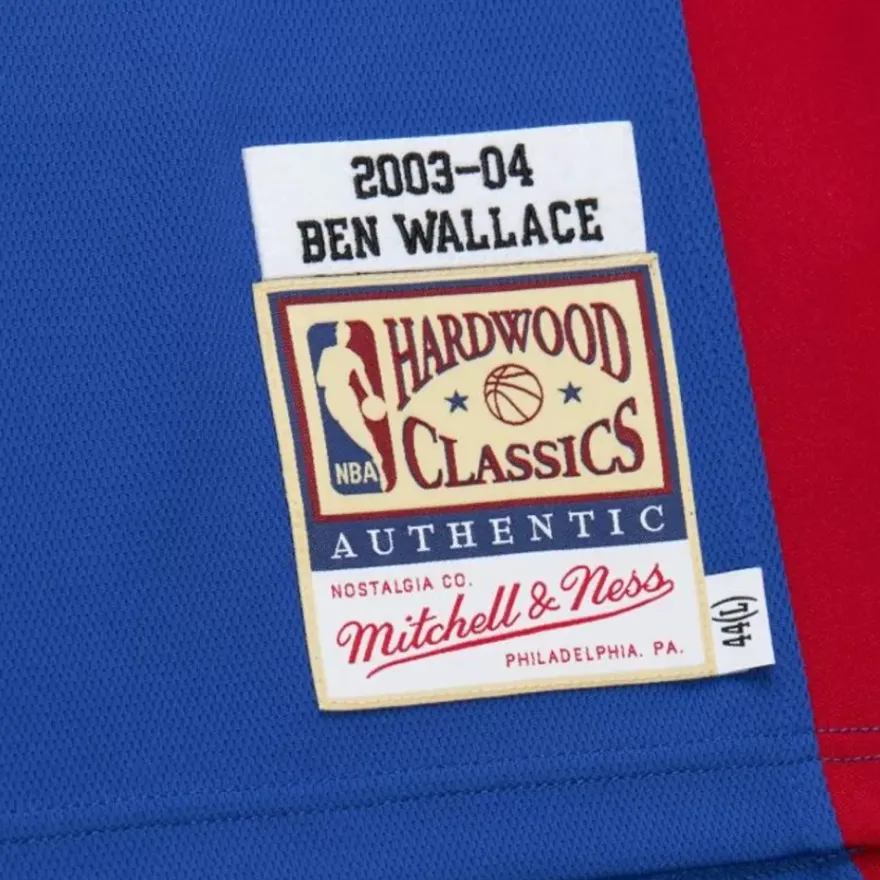 2003-04
BEN WALLACE
HARDWOOD
CLASSICS
NBA
AUTHENTIC
NOSTALGIA CO.
Mitchell & Ness
PHILADELPHIA. PA.
44(L)